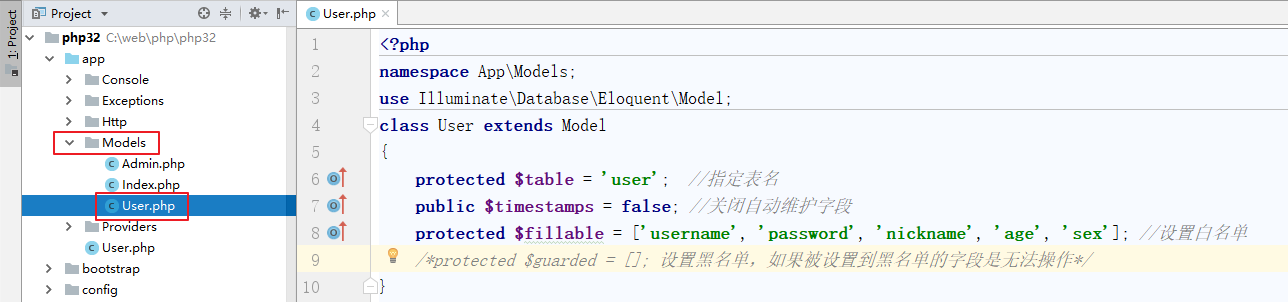 1: Project
Project
php32 C:\web\php\php32
app
Console
Exceptions
Http
Models
Admin.php
Index.php
User.php
Providers
User.php
bootstrap
config
User.php
1 <?php
2 namespace App\Models;
3 use Illuminate\Database\Eloquent\Model;
4 class User extends Model
5 {
6 protected $table = 'user'; //指定表名
7 public $timestamps = false; //关闭自动维护字段
8 protected $fillable = ['username', 'password', 'nickname', 'age', 'sex']; //设置白名单
9 /*protected $guarded = []; 设置黑名单，如果被设置到黑名单的字段是无法操作*/
10 }